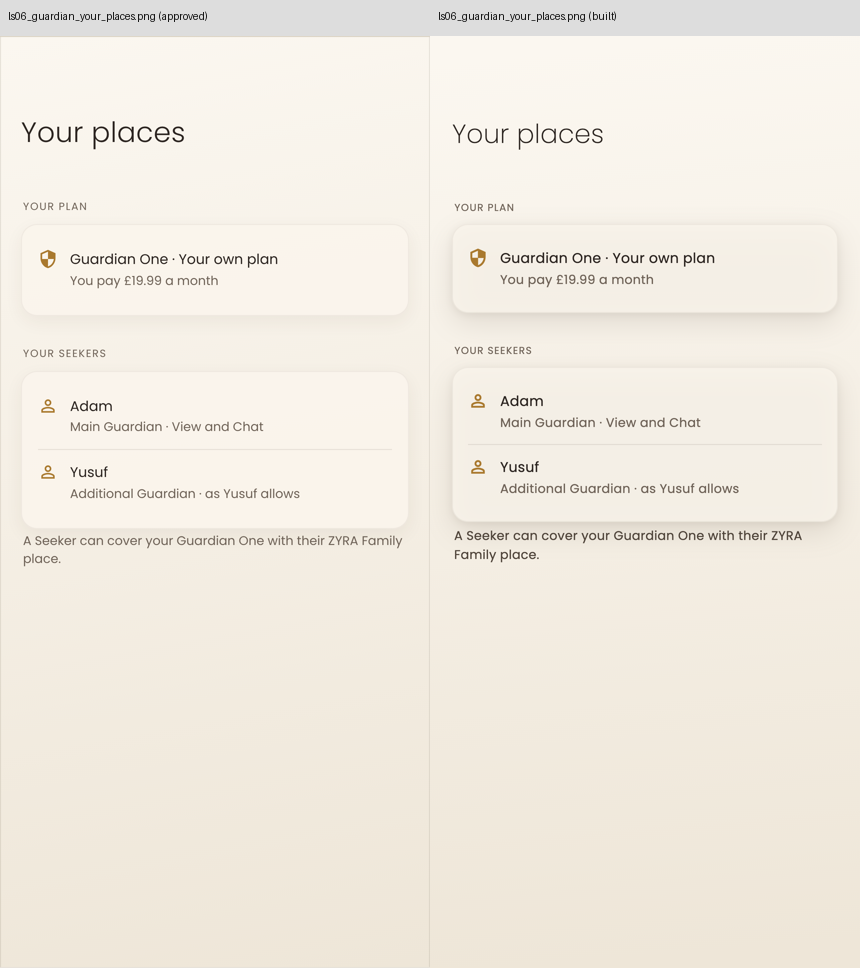 ls06_guardian_your_places.png (approved)
Your places
YOUR PLAN
Guardian One · Your own plan
You pay £19.99 a month
YOUR SEEKERS
Adam
Main Guardian · View and Chat
Yusuf
Additional Guardian · as Yusuf allows
A Seeker can cover your Guardian One with their ZYRA Family
place.
ls06_guardian_your_places.png (built)
Your places
YOUR PLAN
Guardian One · Your own plan
You pay £19.99 a month
YOUR SEEKERS
Adam
Main Guardian · View and Chat
Yusuf
Additional Guardian · as Yusuf allows
A Seeker can cover your Guardian One with their ZYRA
Family place.